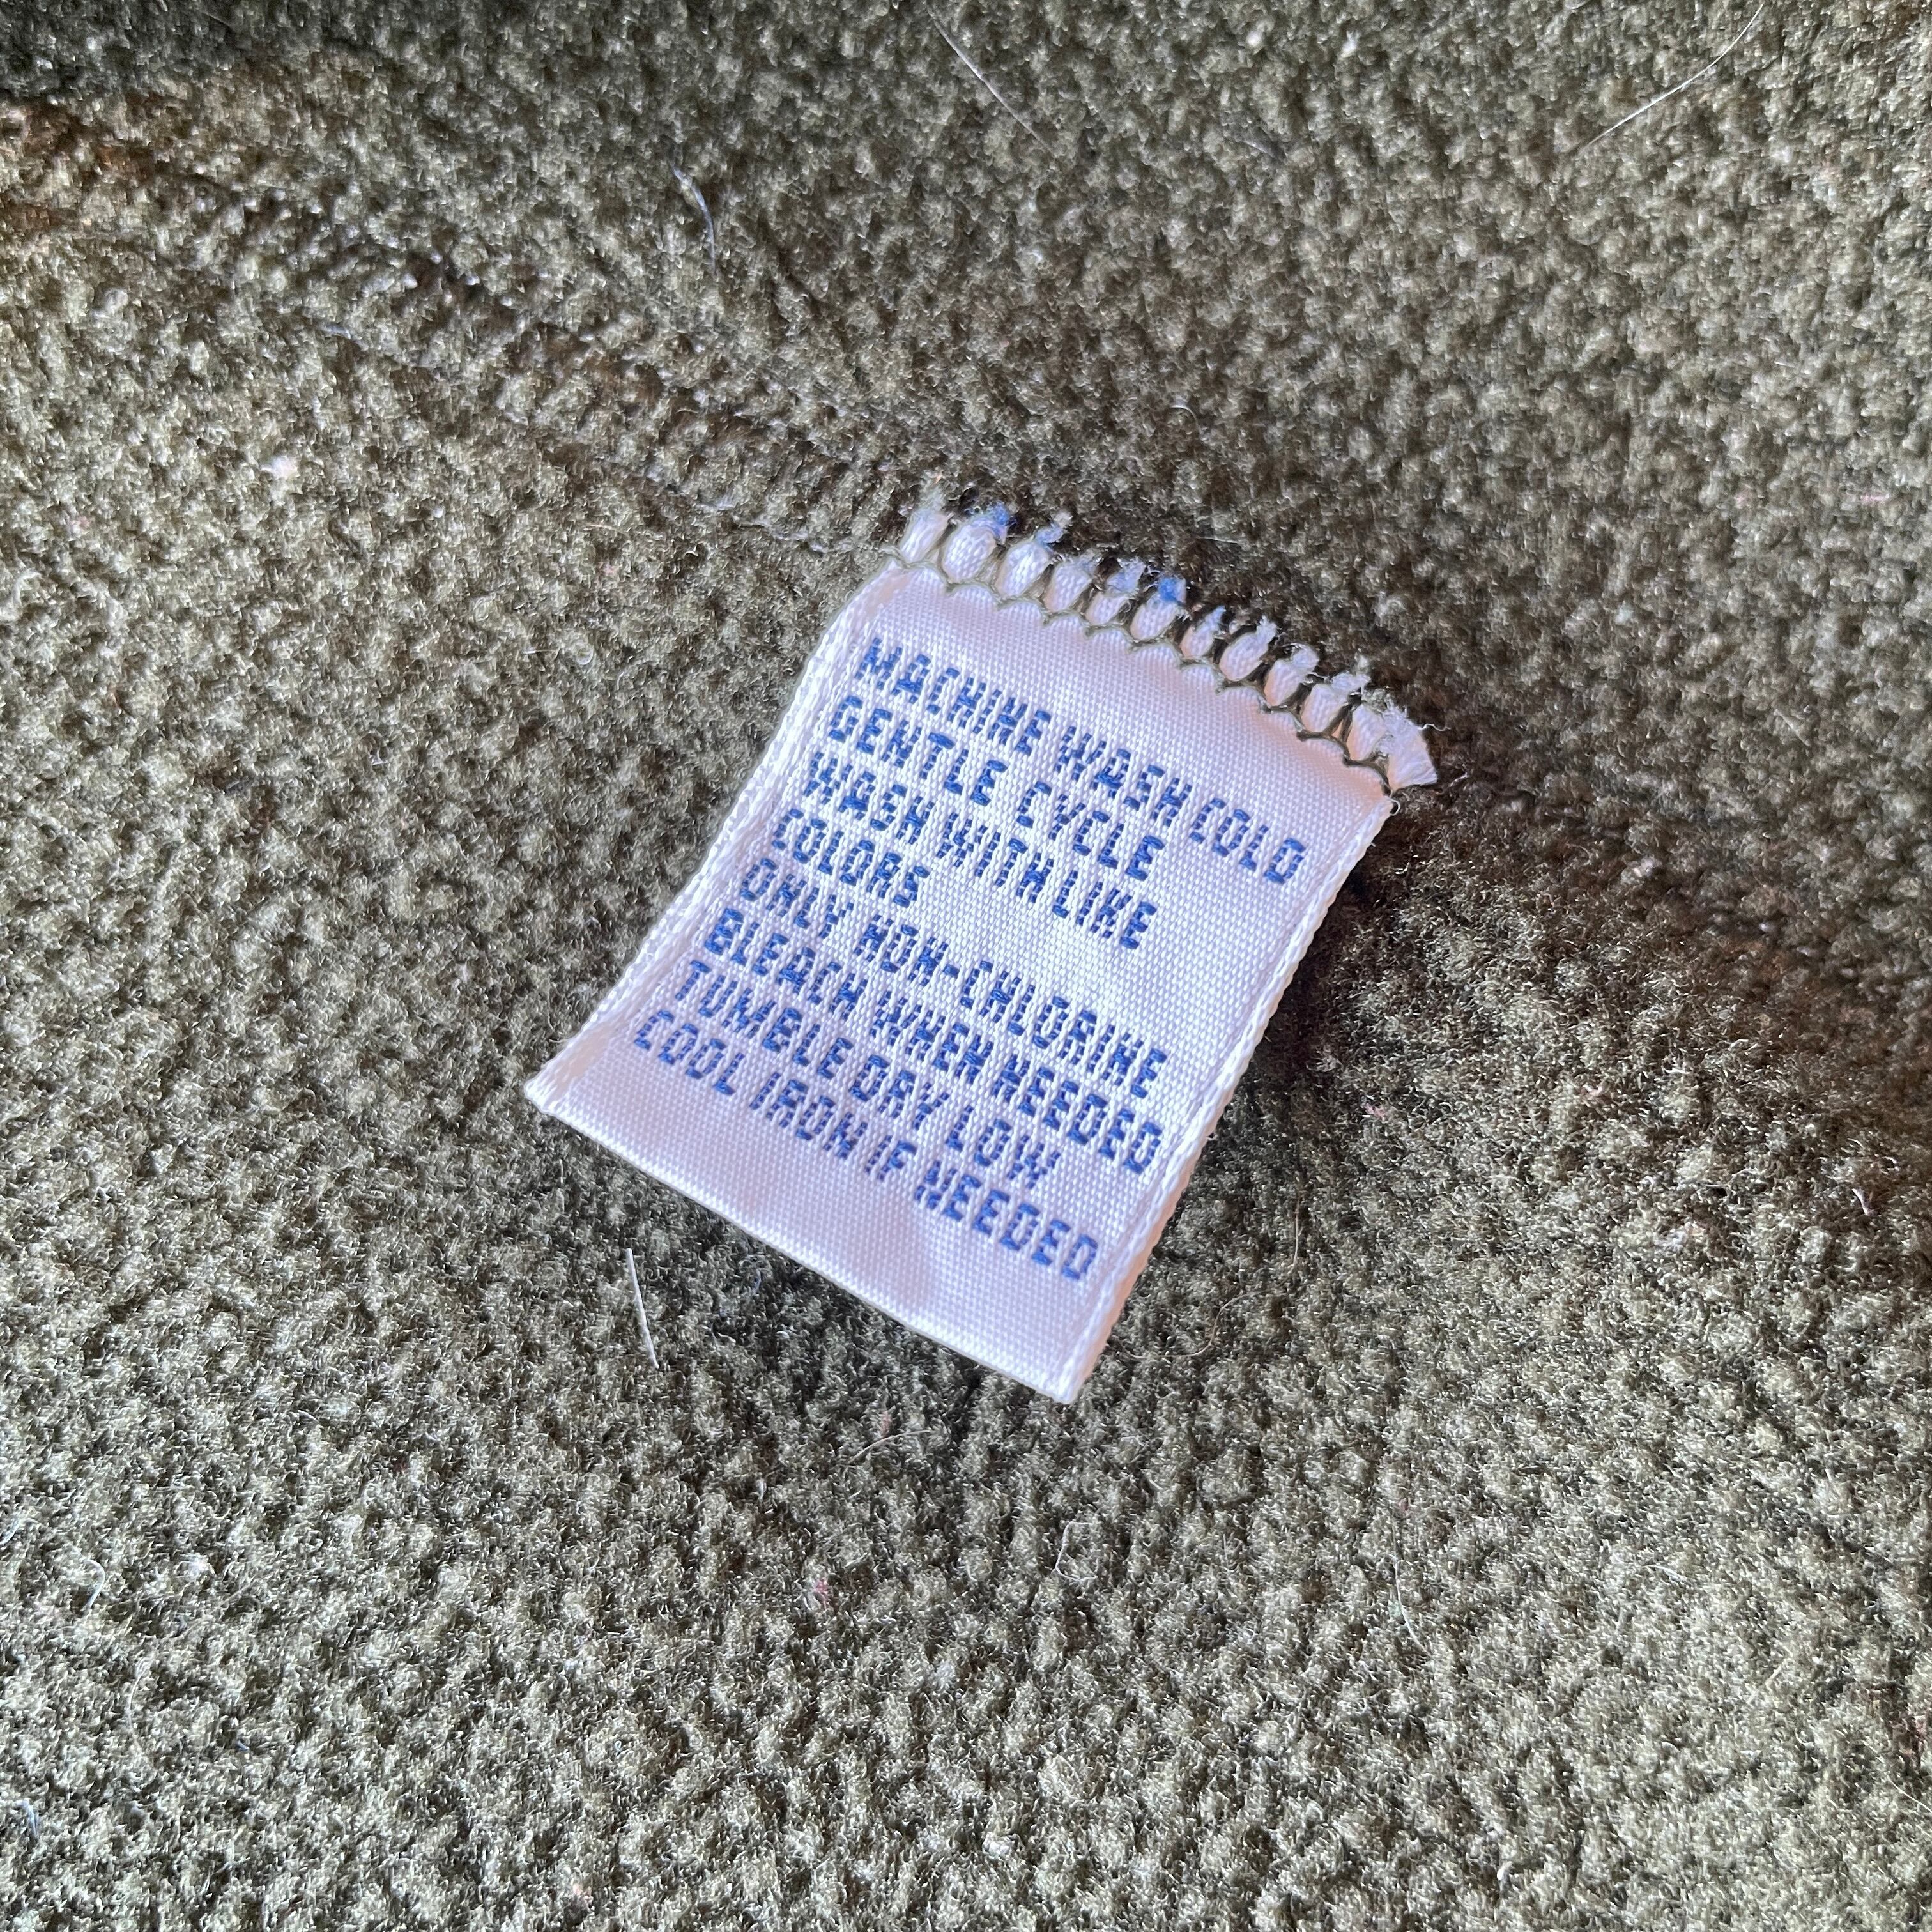 MACHINE WASH COLD
GENTLE CYCLE
WASH WITH LIKE
COLORS
ONLY NON-CHLORINE
BLEACH WHEN NEEDED
TUMBLE DRY LOW
COOL IRON IF NEEDED